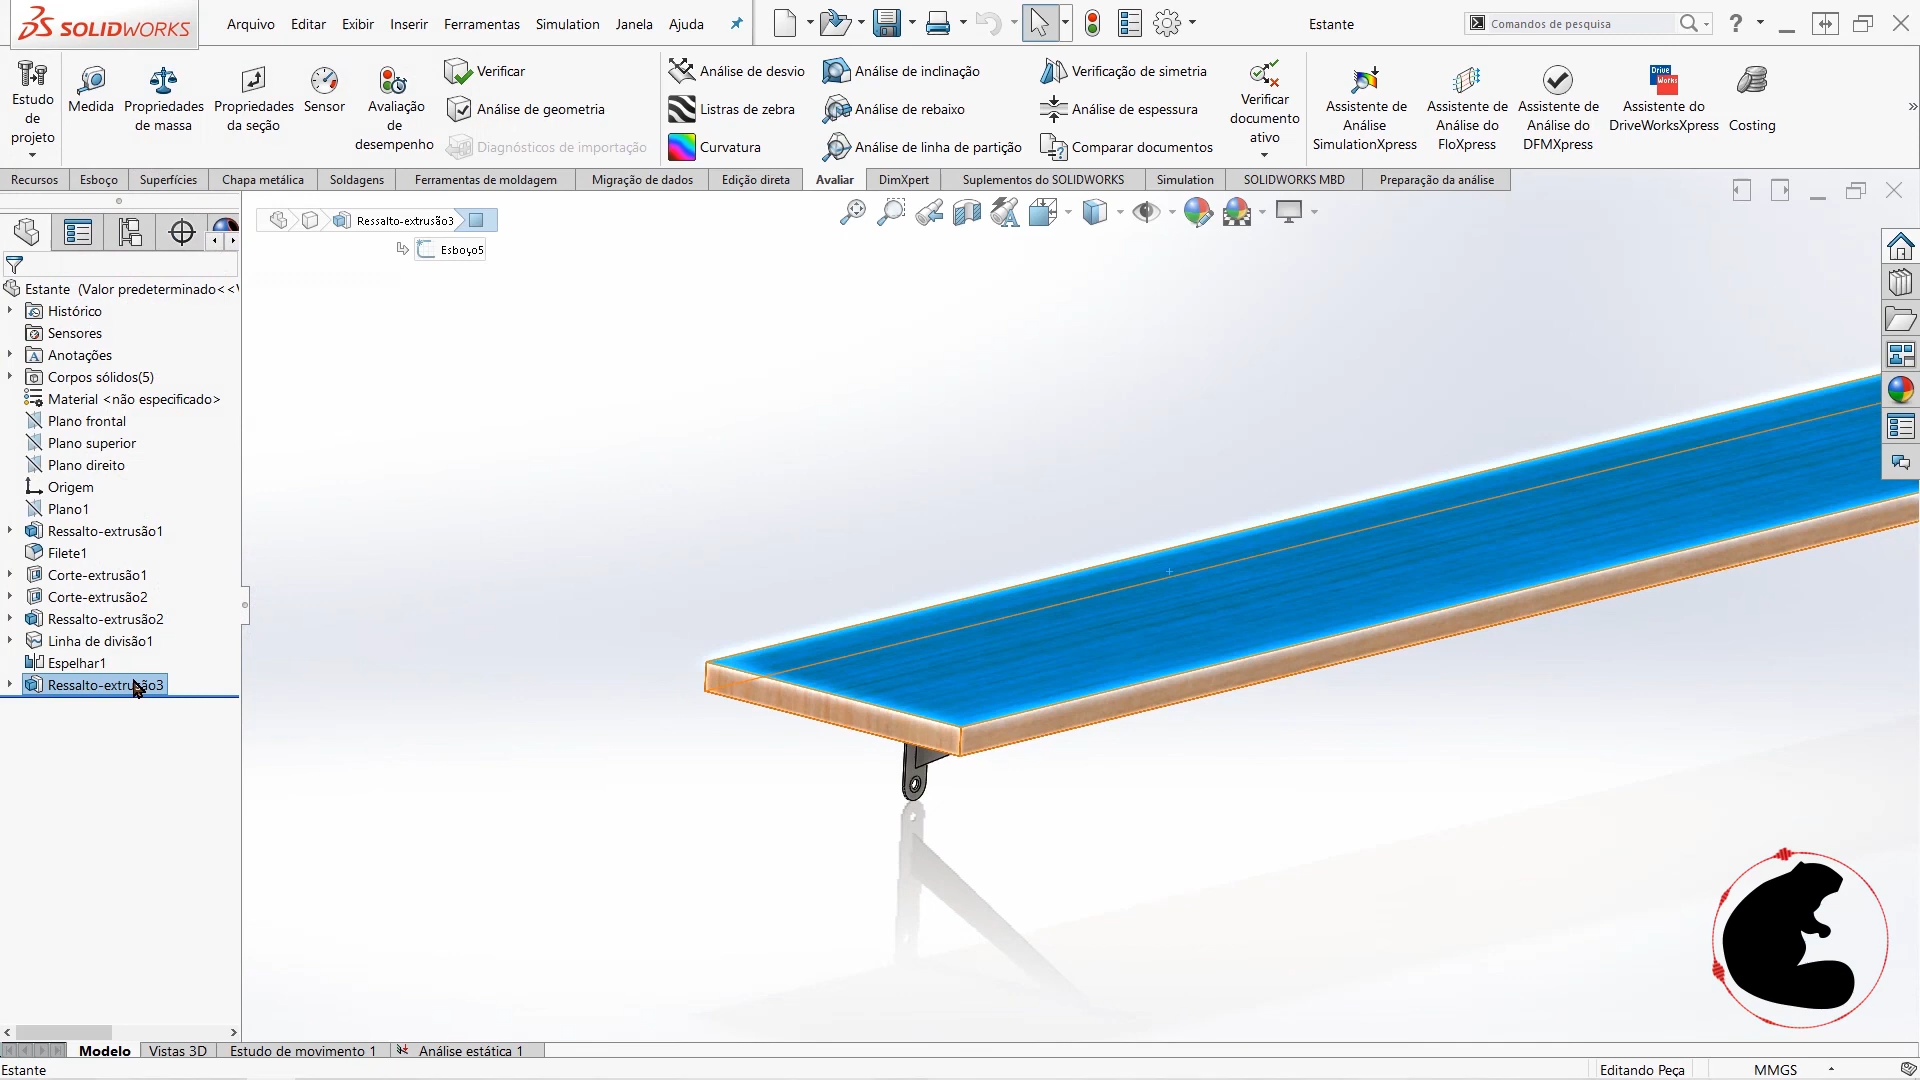 SOLIDWORKS
Arquivo Editar Exibir Inserir Ferramentas Simulation Janela Ajuda
Estante
Comandos de pesquisa
?
Estudo de projeto
Medida
Propriedades de massa
Propriedades da seção
Sensor
Avaliação de desempenho
Verificar
Análise de geometria
Diagnósticos de importação
Análise de desvio
Listras de zebra
Curvatura
Análise de inclinação
Análise de rebaixo
Análise de linha de partição
Verificação de simetria
Análise de espessura
Comparar documentos
Verificar documento ativo
Assistente de Análise SimulationXpress
Assistente de Análise do FloXpress
Assistente de Análise do DFMXpress
Drive Works
Assistente do DriveWorksXpress
Costing
Recursos Esboço Superfícies Chapa metálica Soldagens Ferramentas de moldagem Migração de dados Edição direta Avaliar DimXpert Suplementos do SOLIDWORKS Simulation SOLIDWORKS MBD Preparação da análise
Ressalto-extrusão3
Esboço5
Estante (Valor predeterminado<<
Histórico
Sensores
Anotações
Corpos sólidos(5)
Material <não especificado>
Plano frontal
Plano superior
Plano direito
Origem
Plano1
Ressalto-extrusão1
Filete1
Corte-extrusão1
Corte-extrusão2
Ressalto-extrusão2
Linha de divisão1
Espelhar1
Ressalto-extrusão3
Modelo Vistas 3D Estudo de movimento 1 Análise estática 1
Estante
Editando Peça
MMGS